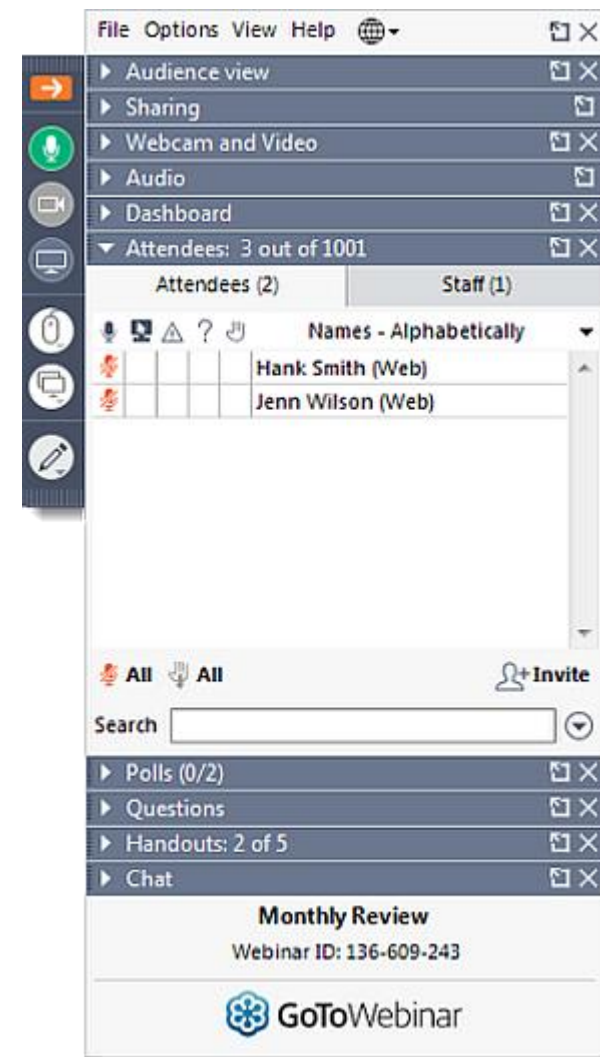 File Options View Help
Audience view
Sharing
Webcam and Video
Audio
Dashboard
Attendees: 3 out of 1001
Attendees (2) Staff (1)
? Names - Alphabetically
Hank Smith (Web)
Jenn Wilson (Web)
All All +Invite
Search
Polls (0/2)
Questions
Handouts: 2 of 5
Chat
Monthly Review
Webinar ID: 136-609-243
GoToWebinar